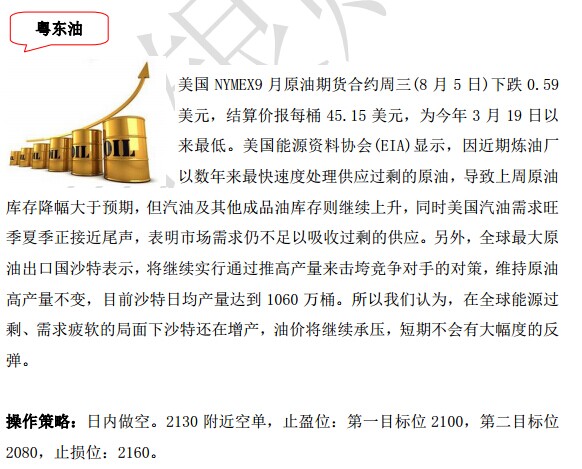 粤东油
美国 NYMEX9 月原油期货合约周三(8 月 5 日)下跌 0.59
美元，结算价报每桶 45.15 美元，为今年 3 月 19 日以
来最低。美国能源资料协会(EIA)显示，因近期炼油厂
以数年来最快速度处理供应过剩的原油，导致上周原油
库存降幅大于预期，但汽油及其他成品油库存则继续上升，同时美国汽油需求旺
季夏季正接近尾声，表明市场需求仍不足以吸收过剩的供应。另外，全球最大原
油出口国沙特表示，将继续实行通过推高产量来击垮竞争对手的对策，维持原油
高产量不变，目前沙特日均产量达到 1060 万桶。所以我们认为，在全球能源过
剩、需求疲软的局面下沙特还在增产，油价将继续承压，短期不会有大幅度的反
弹。
操作策略：日内做空。2130 附近空单，止盈位：第一目标位 2100，第二目标位
2080，止损位：2160。
OIL
OIL
OIL
OIL